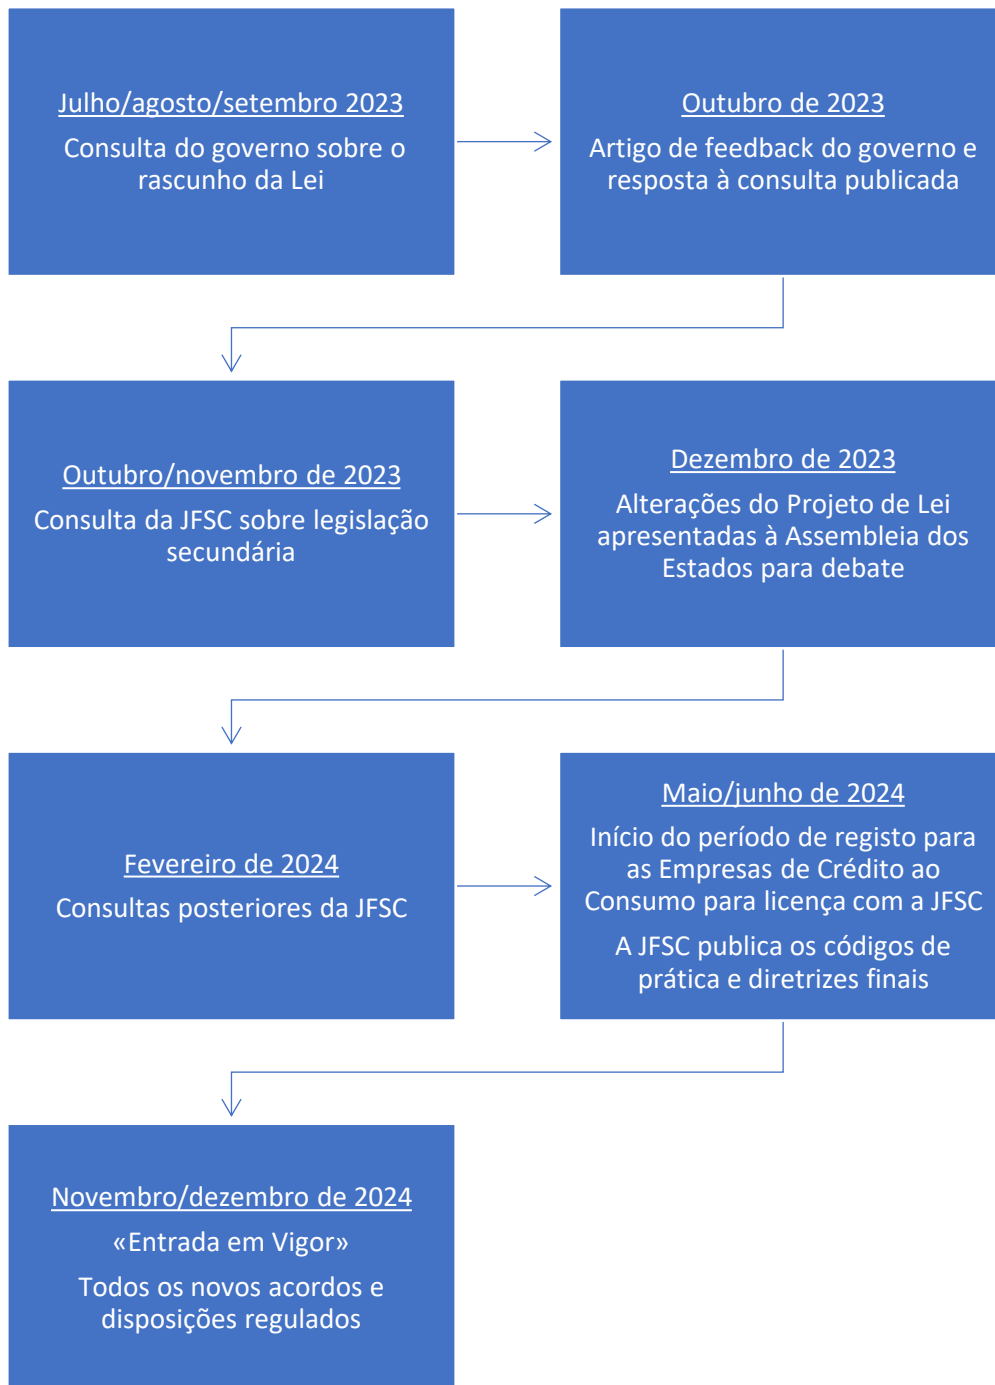 Julho/agosto/setembro 2023
Consulta do governo sobre o
rascunho da Lei
Outubro de 2023
Artigo de feedback do governo e
resposta à consulta publicada
Outubro/novembro de 2023
Consulta da JFSC sobre legislação
secundária
Dezembro de 2023
Alterações do Projeto de Lei
apresentadas à Assembleia dos
Estados para debate
Fevereiro de 2024
Consultas posteriores da JFSC
Maio/junho de 2024
Início do período de registo para
as Empresas de Crédito ao
Consumo para licença com a JFSC
A JFSC publica os códigos de
prática e diretrizes finais
Novembro/dezembro de 2024
«Entrada em Vigor»
Todos os novos acordos e
disposições regulados